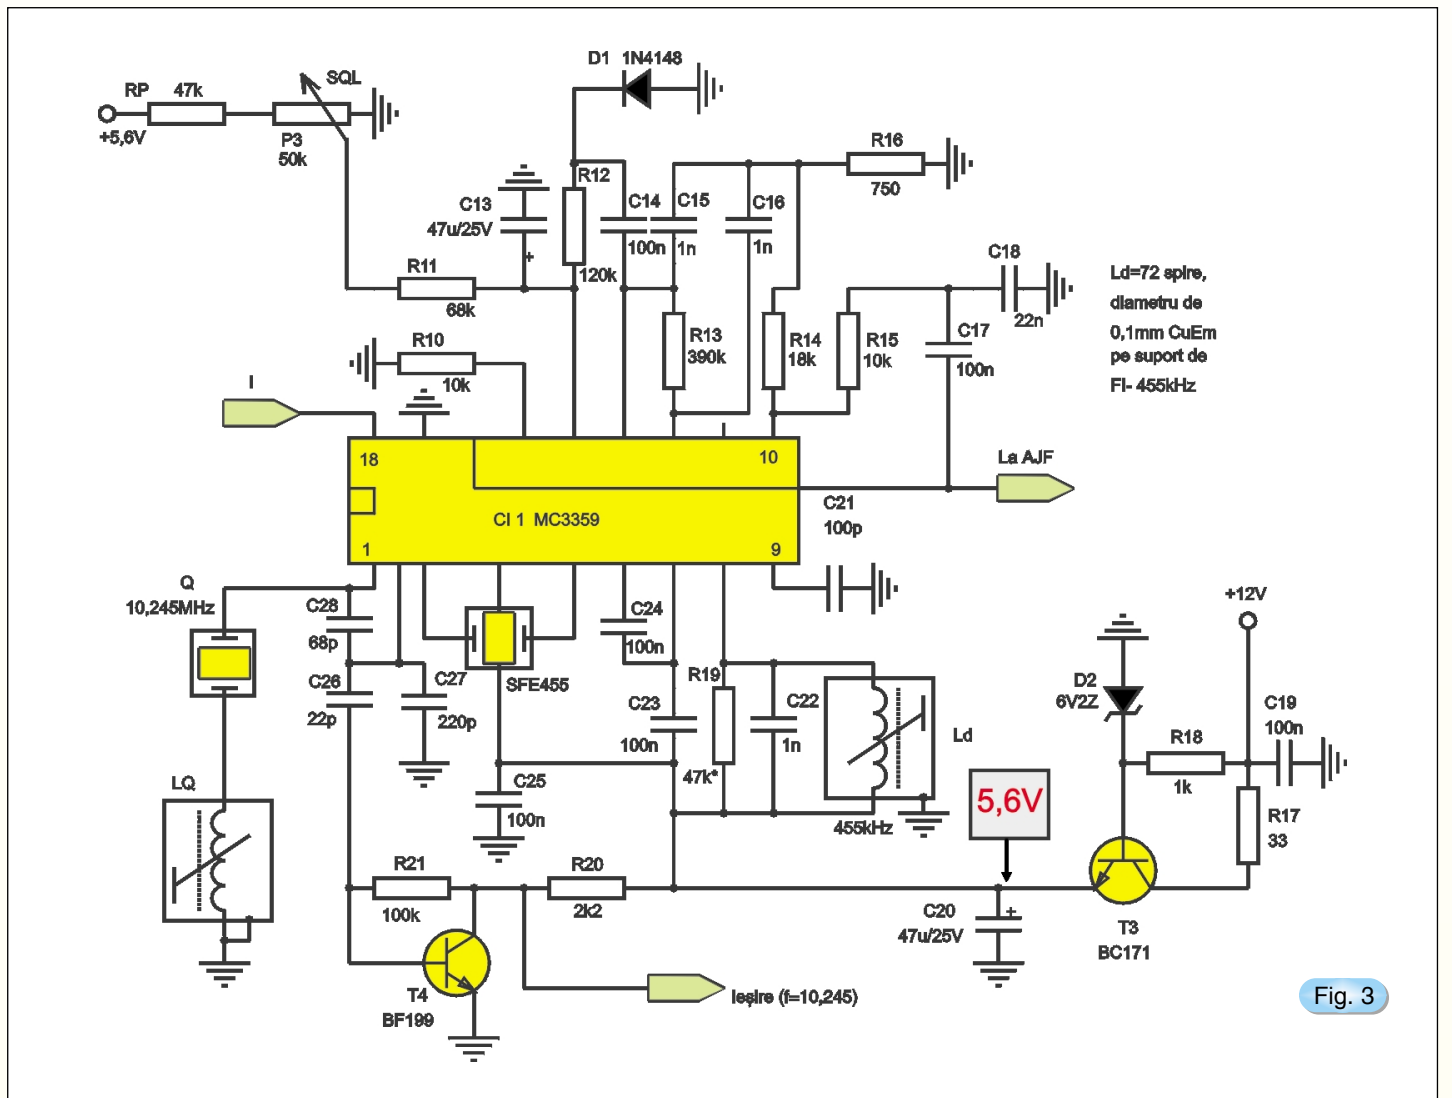 D1 1N4148
RP 47k SQL
+5,6V
P3
50k
R16
750
R12
C14
C15
C16
C13
47u/25V
+
100n
1n
1n
120k
C18
22n
Ld=72 spire,
diametru de
0,1mm CuEm
pe suport de
FI- 455kHz
R11
68k
R10
10k
R13
390k
R14
18k
R15
10k
C17
100n
I
18
10
La AJF
CI 1 MC3359
C21
100p
1
9
Q
10,245MHz
C28
68p
C24
100n
+12V
C26
22p
C27
220p
SFE455
R19
C23
100n
47k*
C22
1n
Ld
D2
6V2Z
C19
100n
R18
1k
LQ
C25
100n
455kHz
5,6V
R17
33
R21
100k
R20
2k2
C20
47u/25V
+
T3
BC171
T4
BF199
Ieșire (f=10,245)
Fig. 3